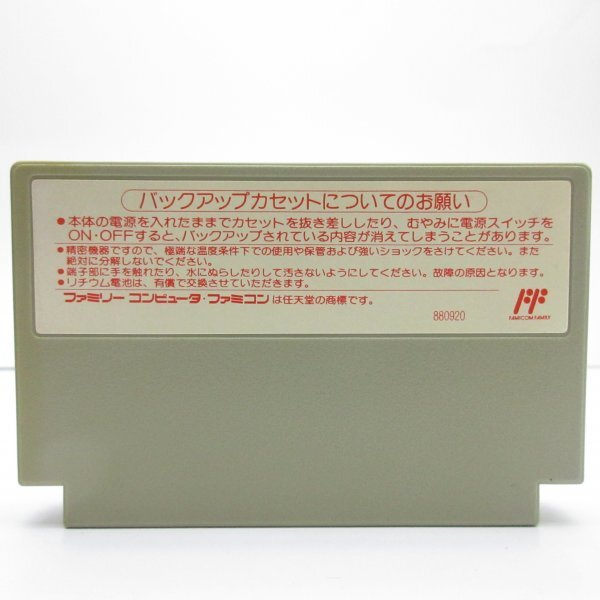 バックアップカセットについてのお願い
●本体の電源を入れたままでカセットを抜き差ししたり、むやみに電源スイッチを
ON・OFFすると、バックアップされている内容が消えてしまうことがあります。
●精密機器ですので、極端な温度条件下での使用や保管および強いショックをさけてください。また
絶対に分解しないでください。
●端子部に手を触れたり、水にぬらしたりして汚さないようにしてください。故障の原因となります。
●リチウム電池は、有償で交換させていただきます。
ファミリー コンピュータ・ファミコンは任天堂の商標です。
880920
FAMICOM FAMILY